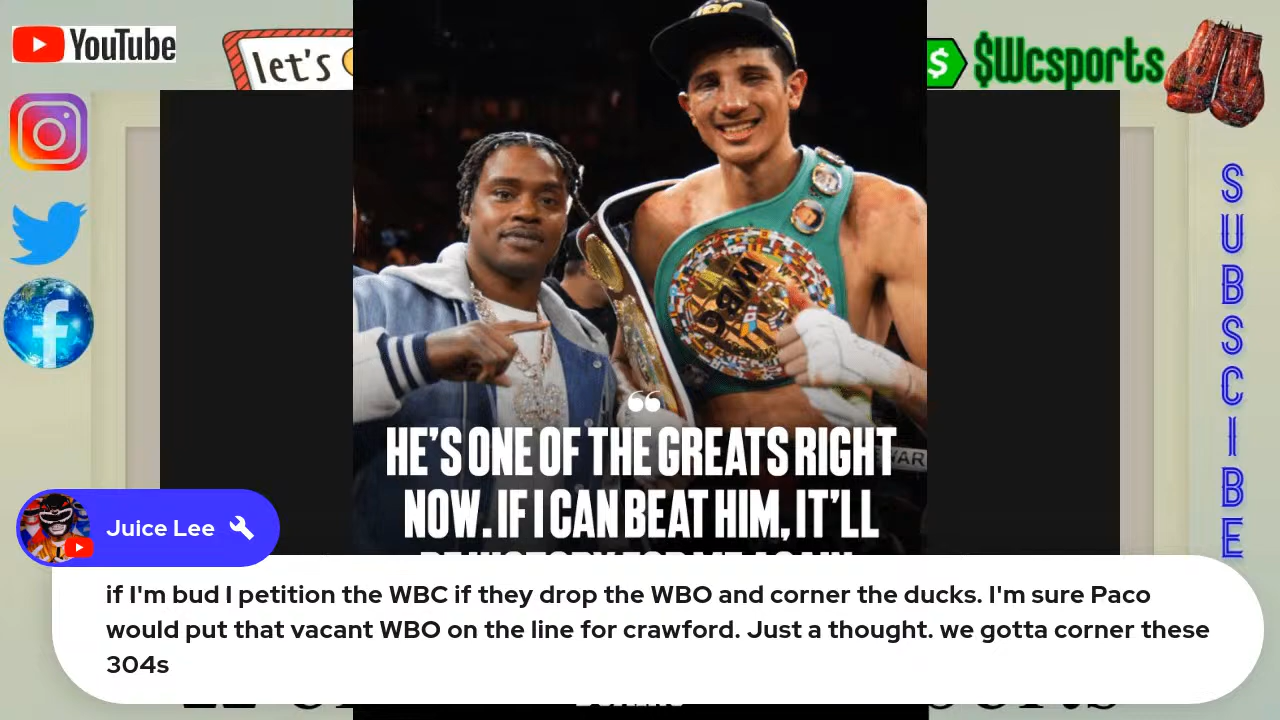 YouTube
let's
$ $Wcsports
WBC
WBC
HE'S ONE OF THE GREATS RIGHT
NOW. IF I CAN BEAT HIM, IT'LL
SUBSCIBE
Juice Lee
if I'm bud I petition the WBC if they drop the WBO and corner the ducks. I'm sure Paco
would put that vacant WBO on the line for crawford. Just a thought. we gotta corner these
304s